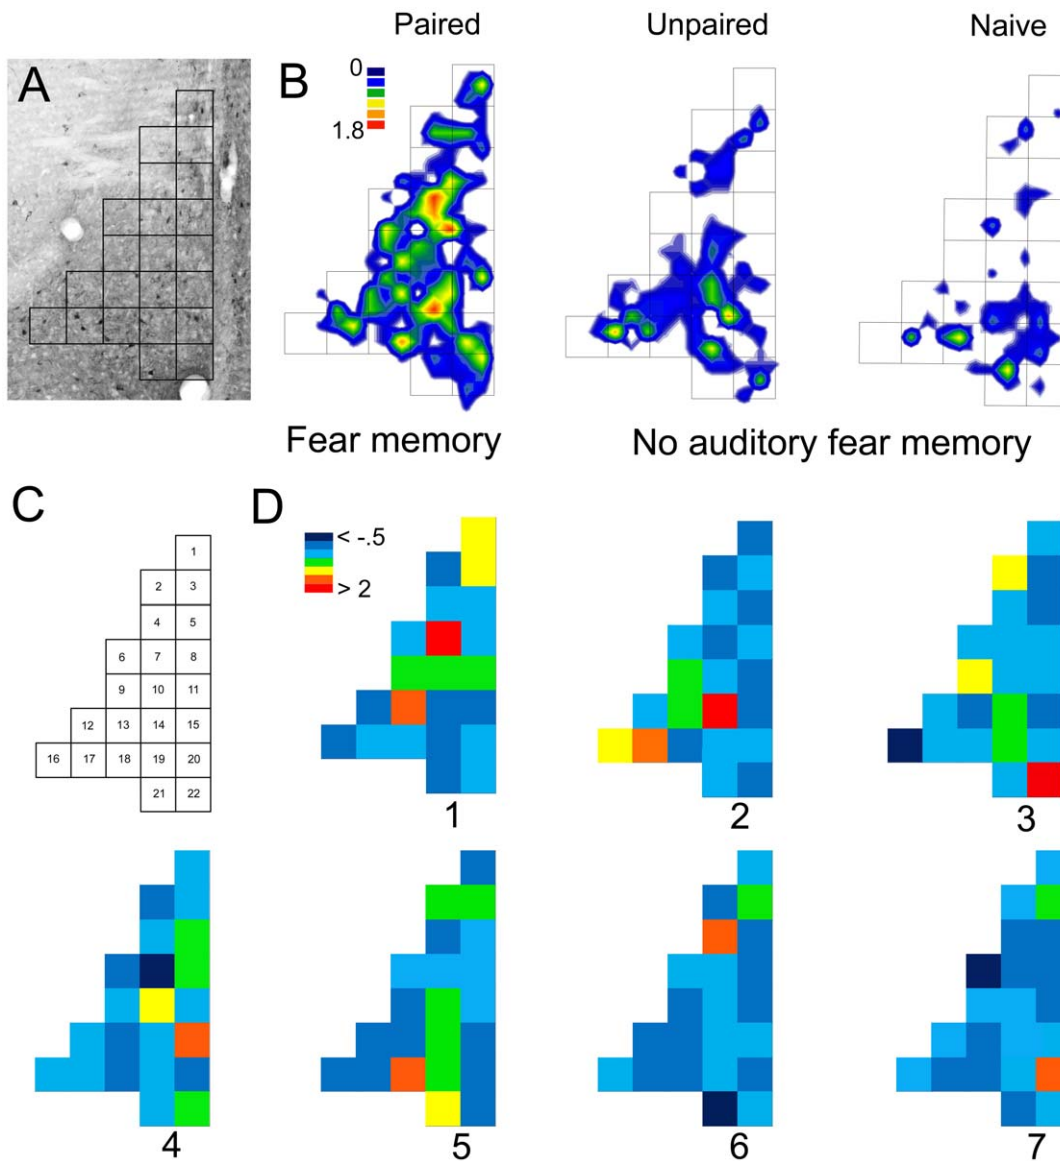 Paired Unpaired Naive
A B 0
1.8
Fear memory No auditory fear memory
C D < -.5
> 2
1
2 3
4 5
6 7 8
9 10 11
12 13 14 15
16 17 18 19 20
21 22
1 2 3
4 5 6 7